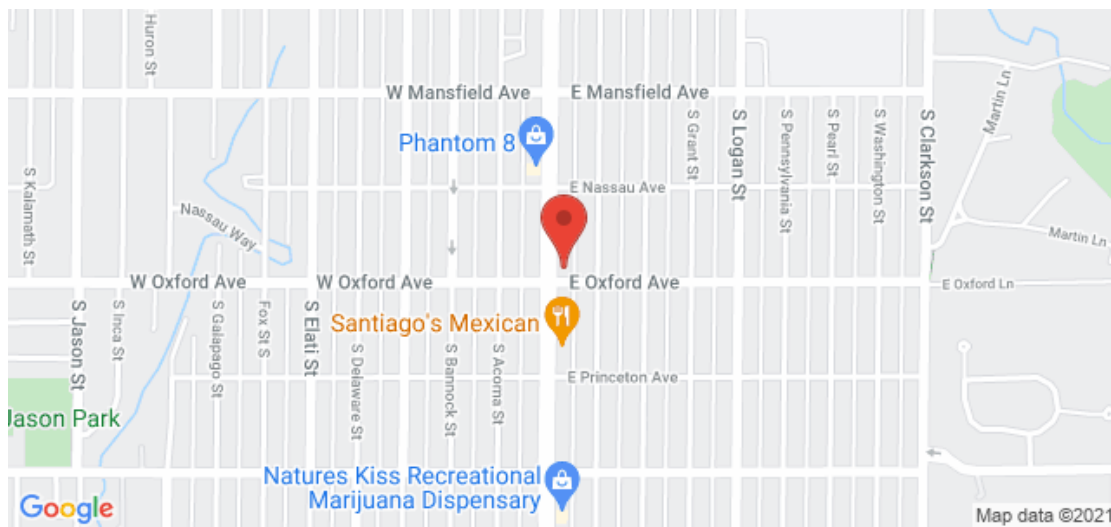 Huron St
W Mansfield Ave
E Mansfield Ave
Martin Ln
Phantom 8
S Grant St
S Logan St
S Pennsylvania St
S Pearl St
S Washington St
S Clarkson St
S Kalamath St
E Nassau Ave
Nassau Way
Martin Ln
W Oxford Ave
W Oxford Ave
E Oxford Ave
E Oxford Ln
S Jason St
S Inca St
S Galapago St
Fox St S
S Elati St
S Delaware St
S Bannock St
S Acoma St
Santiago's Mexican
E Princeton Ave
Jason Park
Natures Kiss Recreational
Marijuana Dispensary
Google
Map data ©2021